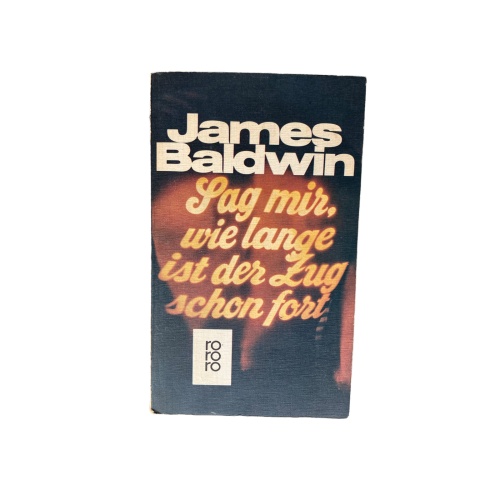 James
Baldwin
Sag mir,
wie lange
ist der Zug
schon fort
ro
ro
ro